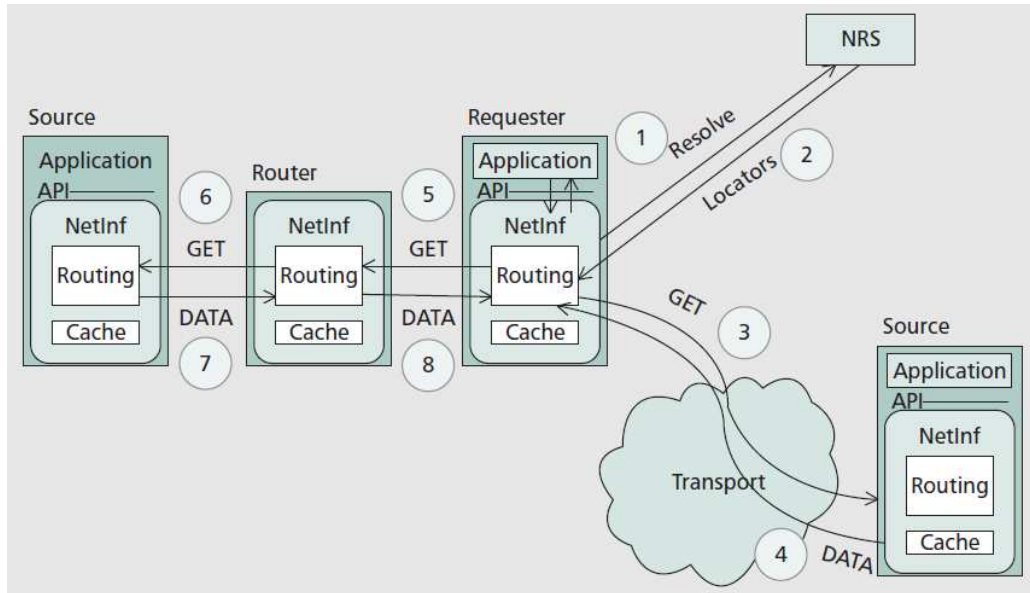 NRS
Source
Application
API
NetInf
Routing
Cache
6
GET
DATA
7
Router
NetInf
Routing
Cache
5
GET
DATA
8
Requester
Application
API
NetInf
Routing
Cache
1
Resolve
2
Locators
GET
3
Transport
4
DATA
Source
Application
API
NetInf
Routing
Cache